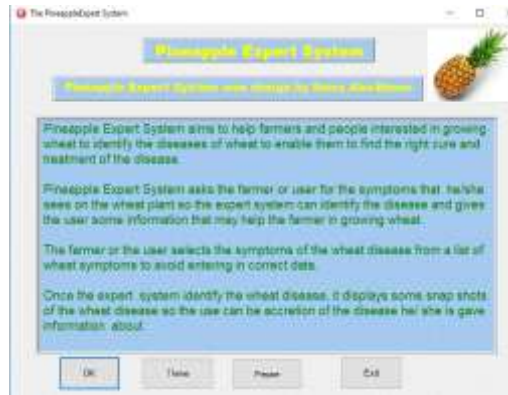 The PineappleExpert System
Pineapple Expert System
Pineapple Expert System was design by
Pineapple Expert System aims to help farmers and people interested in growing
wheat to identify the diseases of wheat to enable them to find the right cure and
treatment of the disease.
Pineapple Expert System asks the farmer or user for the symptoms that he/she
sees on the wheat plant so the expert system can identify the disease and gives
the user some information that may help the farmer in growing wheat.
The farmer or the user selects the symptoms of the wheat disease from a list of
wheat symptoms to avoid entering in correct data.
Once the expert system identify the wheat disease, it displays some snap shots
of the wheat disease so the use can be accretion of the disease he/ she is gave
information about.
OK
Exit